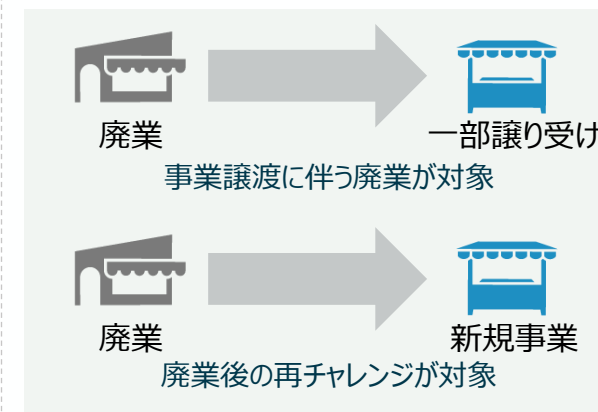 廃業
一部譲り受け
事業譲渡に伴う廃業が対象
廃業
新規事業
廃業後の再チャレンジが対象